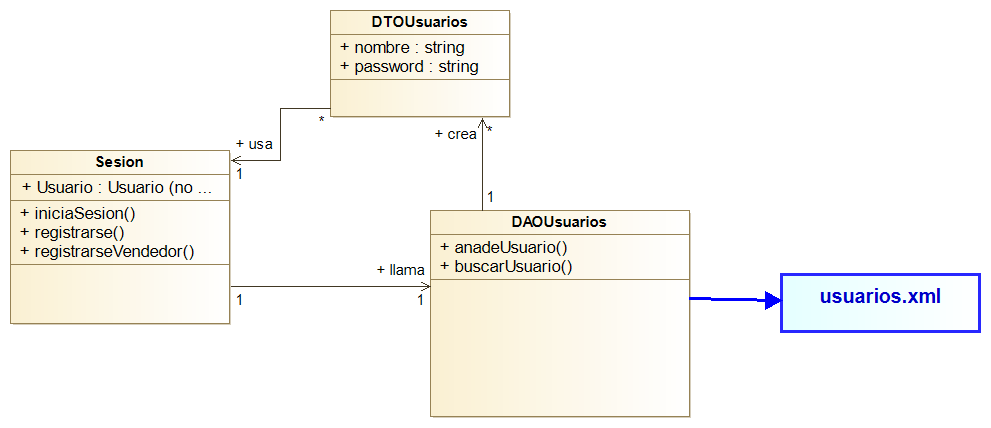 DTOUsuarios
+ nombre : string
+ password : string
*
+ usa
1
+ crea
*
1
Sesion
+ Usuario : Usuario (no ...
+ iniciaSesion()
+ registrarse()
+ registrarseVendedor()
+ llama
1
1
DAOUsuarios
+ anadeUsuario()
+ buscarUsuario()
usuarios.xml